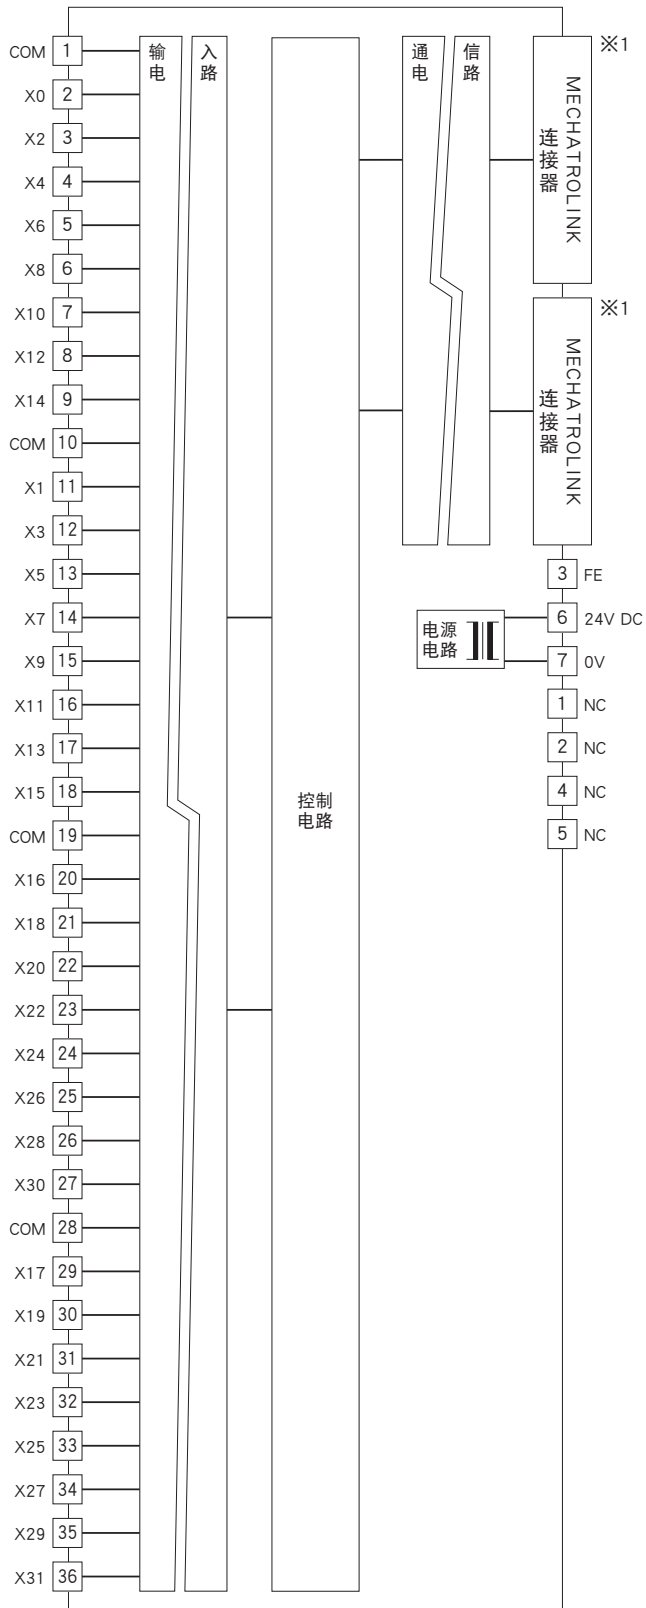 COM 1
X0 2
X2 3
X4 4
X6 5
X8 6
X10 7
X12 8
X14 9
COM 10
X1 11
X3 12
X5 13
X7 14
X9 15
X11 16
X13 17
X15 18
COM 19
X16 20
X18 21
X20 22
X22 23
X24 24
X26 25
X28 26
X30 27
COM 28
X17 29
X19 30
X21 31
X23 32
X25 33
X27 34
X29 35
X31 36
输入
电路
控制
电路
通信
电路
MECHATROLINK
连接器
※1
MECHATROLINK
连接器
※1
3 FE
电源
电路
6 24V DC
7 0V
1 NC
2 NC
4 NC
5 NC